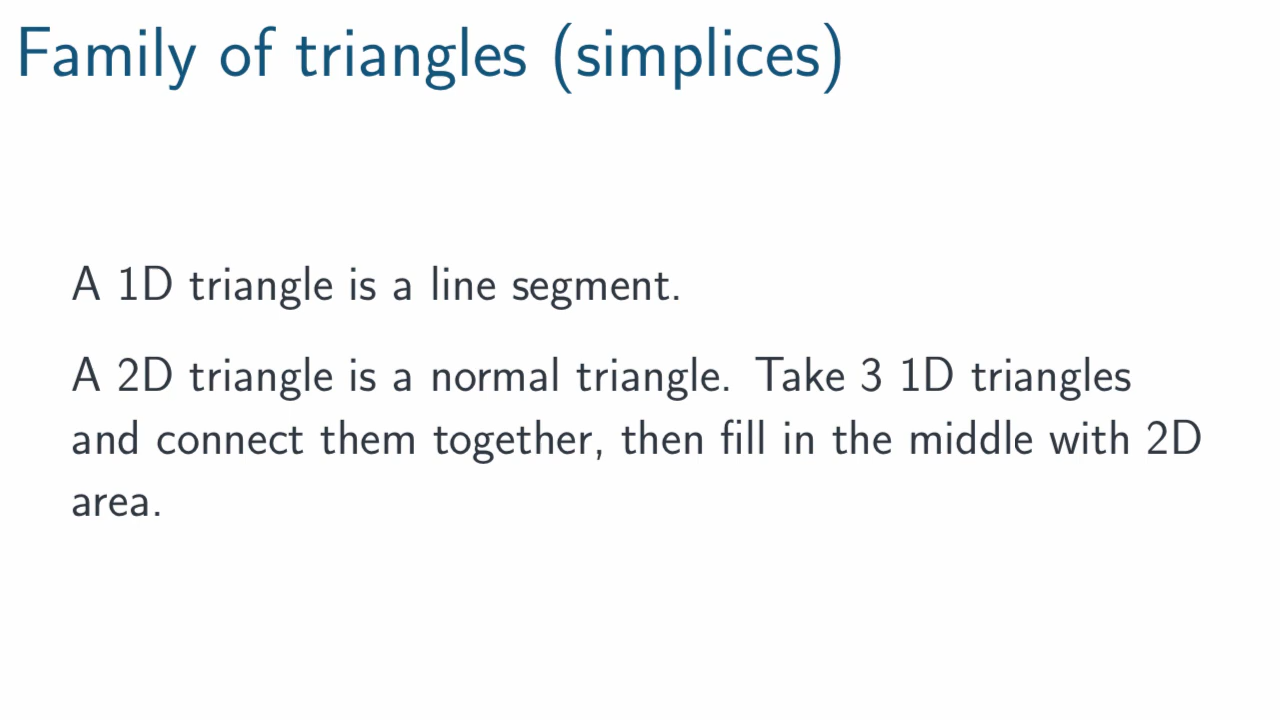 Family of triangles (simplices)
A 1D triangle is a line segment.
A 2D triangle is a normal triangle. Take 3 1D triangles
and connect them together, then fill in the middle with 2D
area.